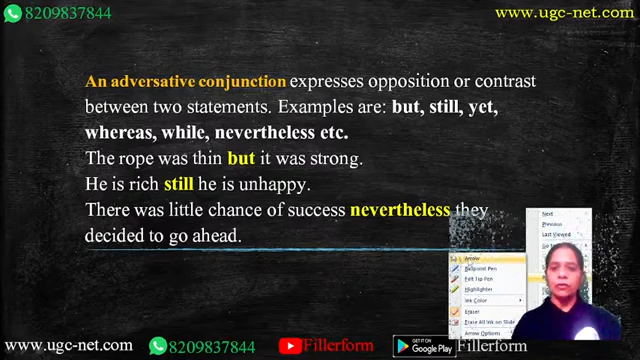 8209837844
www.ugc-net.com
An adversative conjunction expresses opposition or contrast
between two statements. Examples are: but, still, yet,
whereas, while, nevertheless etc.
The rope was thin but it was strong.
He is rich still he is unhappy.
There was little chance of success nevertheless they
decided to go ahead.
Next
Previous
Last Viewed
Arrow
Ballpoint Pen
Felt Tip Pen
Highlighter
Ink Color
Eraser
Erase All Ink on Slide
Arrow Options
www.ugc-net.com
8209837844
Fillerform
GET IT ON
Google Play
Fillerform